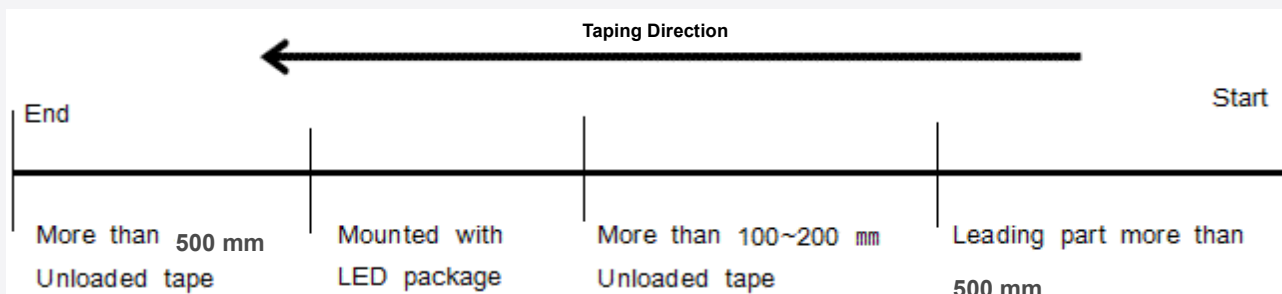 Taping Direction
End
Start
More than 500 mm
Unloaded tape
Mounted with
LED package
More than 100~200 ㎜
Unloaded tape
Leading part more than
500 mm